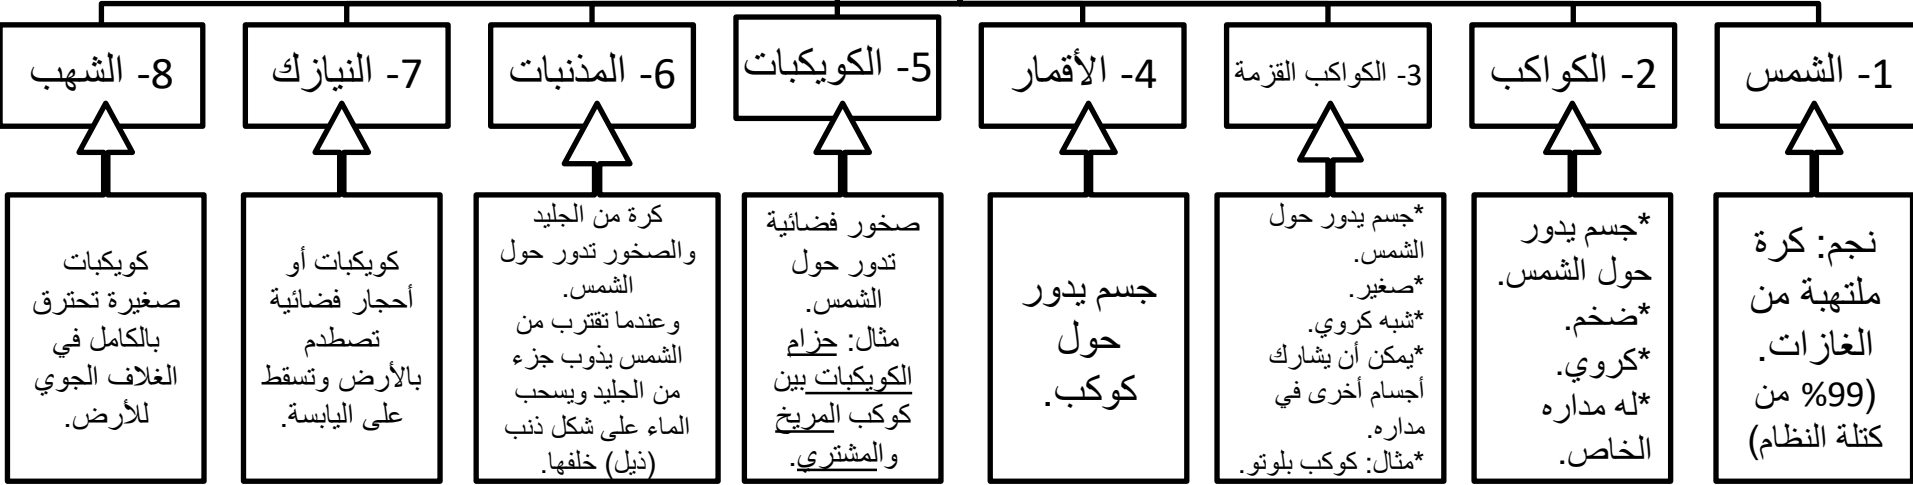 1- الشمس
2- الكواكب
3- الكواكب القزمة
4- الأقمار
5- الكويكبات
6- المذنبات
7- النيازك
8- الشهب
نجم: كرة
ملتهبة من
الغازات.
(99% من
كتلة النظام)
*جسم يدور
حول الشمس.
*ضخم.
*كروي.
*له مداره
الخاص.
*جسم يدور حول
الشمس.
*صغير.
*شبه كروي.
*يمكن أن يشارك
أجسام أخرى في
مداره.
*مثال: كوكب بلوتو.
جسم يدور
حول
كوكب.
صخور فضائية
تدور حول
الشمس.
مثال: حزام
الكويكبات بين
كوكب المريخ
والمشتري.
كرة من الجليد
والصخور تدور حول
الشمس.
وعندما تقترب من
الشمس يذوب جزء
من الجليد ويسحب
الماء على شكل ذنب
(ذيل) خلفها.
كويكبات أو
أحجار فضائية
تصطدم
بالأرض وتسقط
على اليابسة.
كويكبات
صغيرة تحترق
بالكامل في
الغلاف الجوي
للأرض.